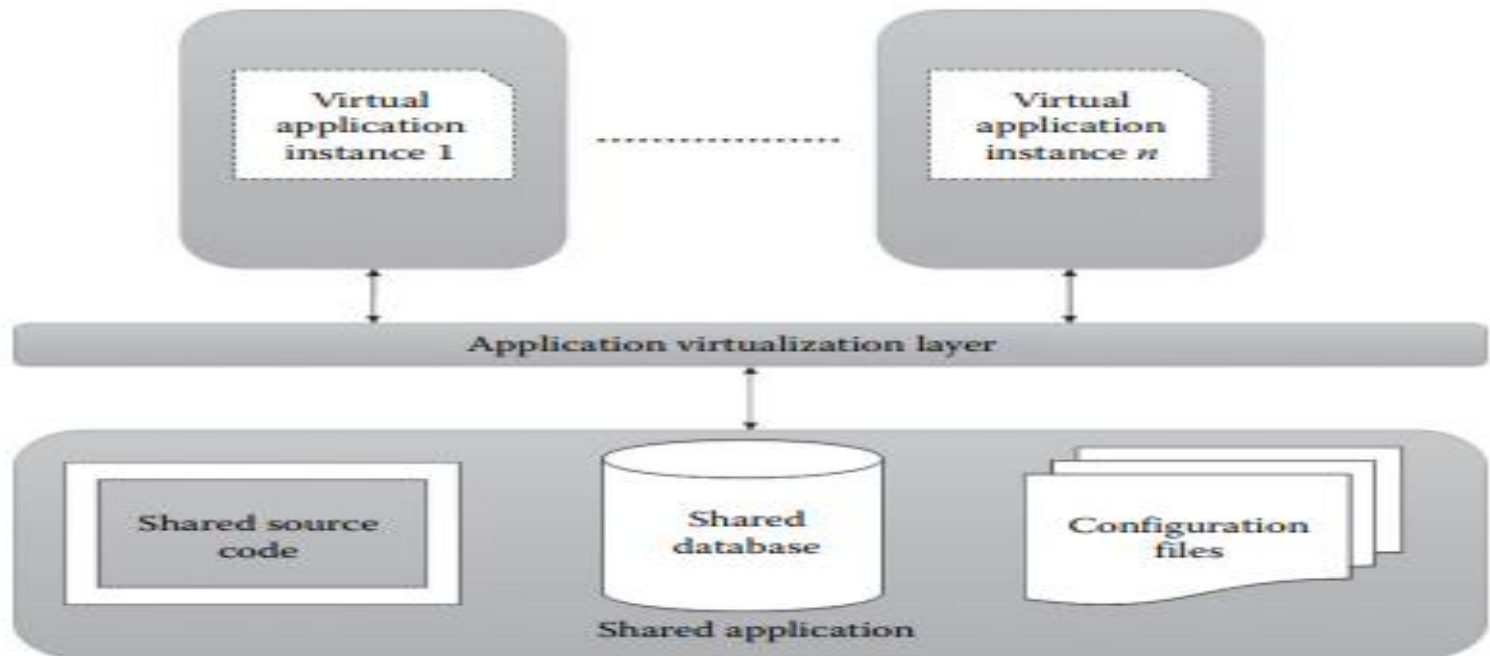 Virtual
application
instance 1
Virtual
application
instance n
Application virtualization layer
Shared source
code
Shared
database
Configuration
files
Shared application